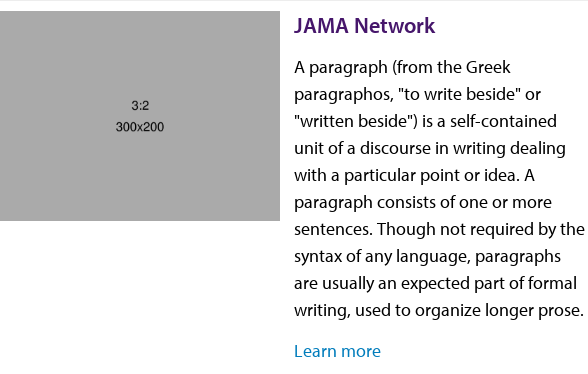 3:2
300x200
JAMA Network
A paragraph (from the Greek
paragraphos, "to write beside" or
"written beside") is a self-contained
unit of a discourse in writing dealing
with a particular point or idea. A
paragraph consists of one or more
sentences. Though not required by the
syntax of any language, paragraphs
are usually an expected part of formal
writing, used to organize longer prose.
Learn more